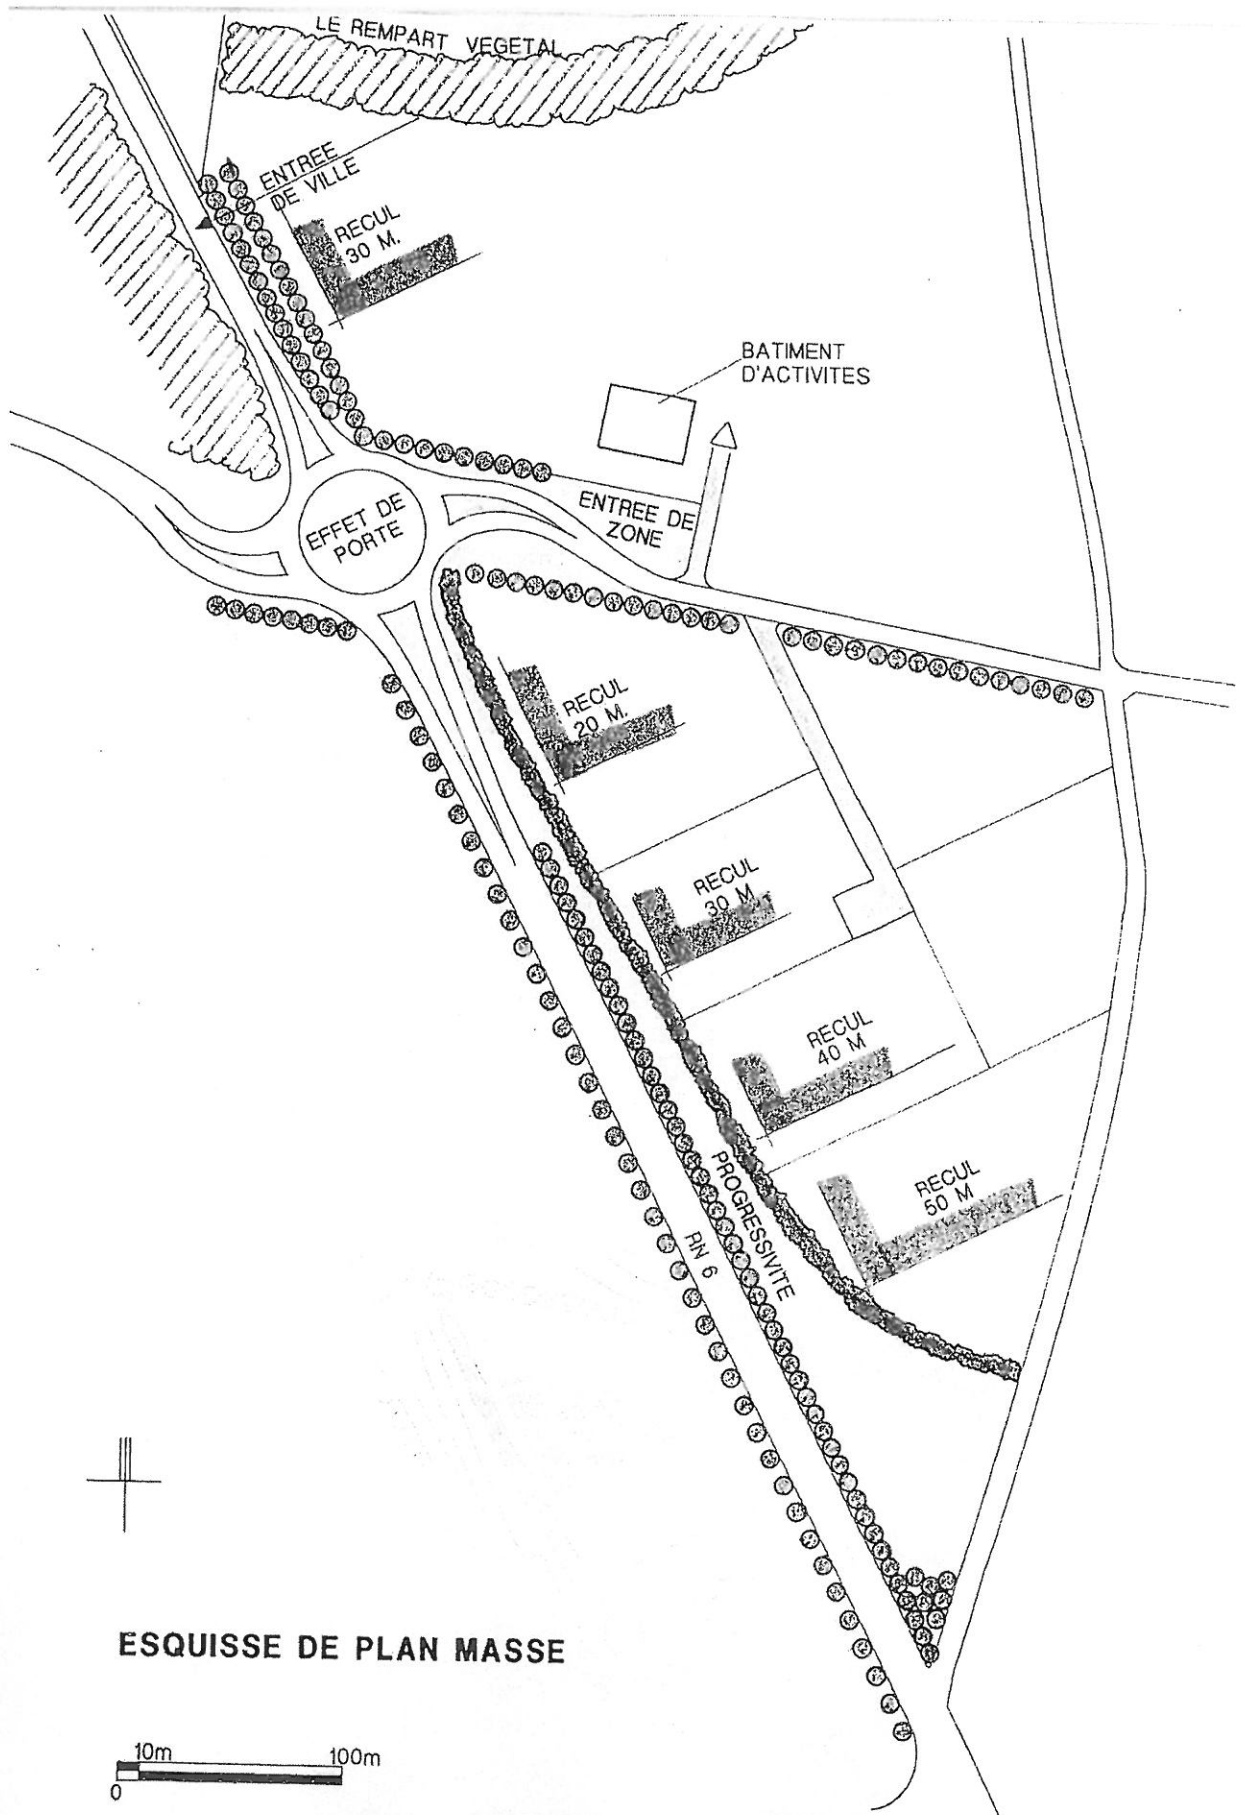 LE REMPART VEGETAL
ENTREE
DE VILLE
RECUL
30 M.
BATIMENT
D'ACTIVITES
EFFET DE
PORTE
ENTREE DE
ZONE
RECUL
20 M.
RECUL
30 M
RECUL
40 M
RECUL
50 M
PROGRESSIVITE
RN 6
ESQUISSE DE PLAN MASSE
10m
100m
0